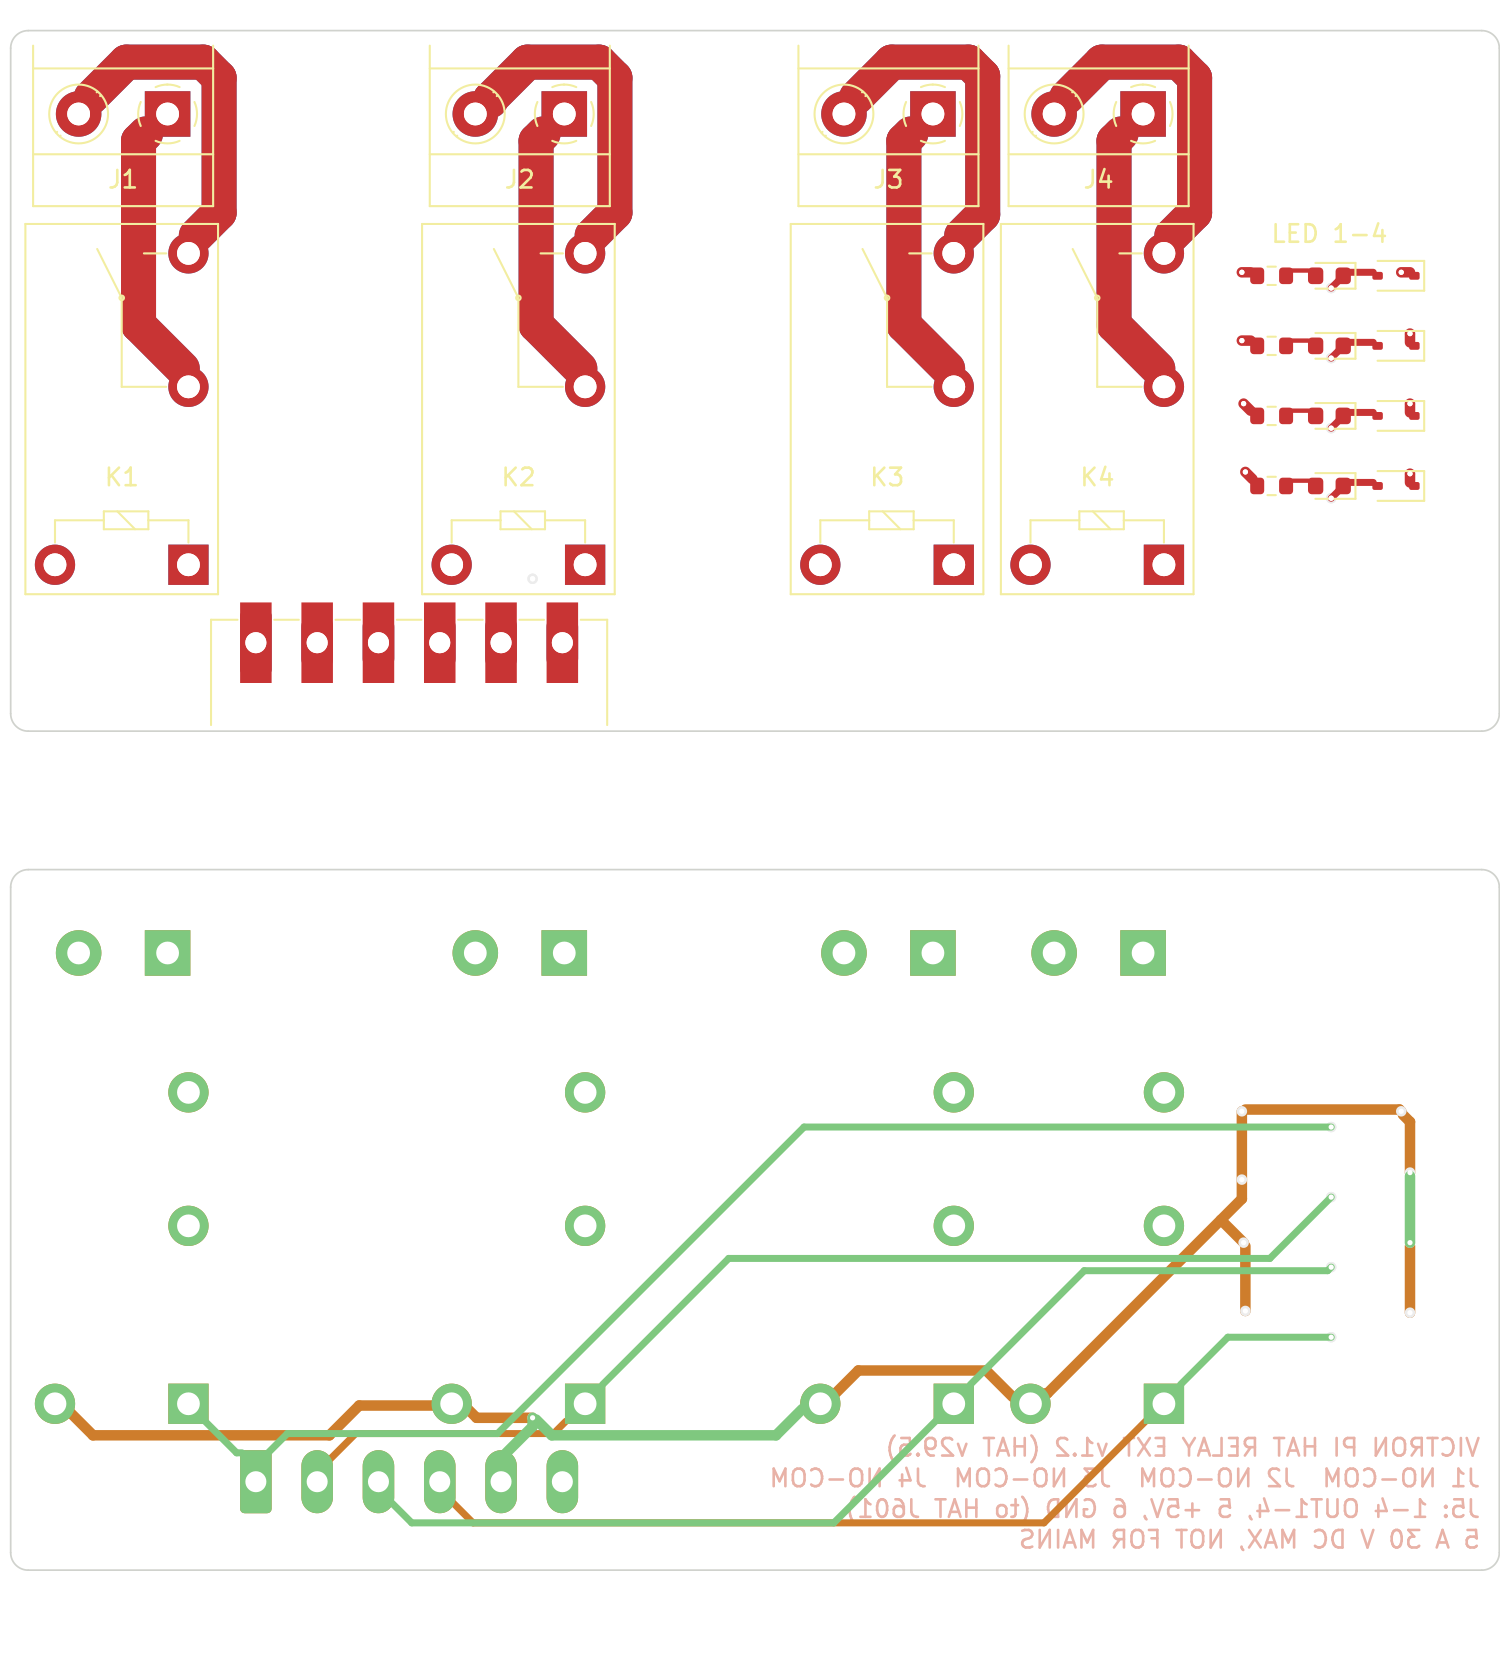 J1
J2
J3
J4
LED 1-4
K1
K2
K3
K4
VICTRON PI HAT RELAY EXT v1.2 (HAT v29.5)
J1 NO-COM  J2 NO-COM  J3 NO-COM  J4 NO-COM
J5: 1-4 OUT1-4, 5 +5V, 6 GND (to HAT J601)
5 A 30 V DC MAX, NOT FOR MAINS